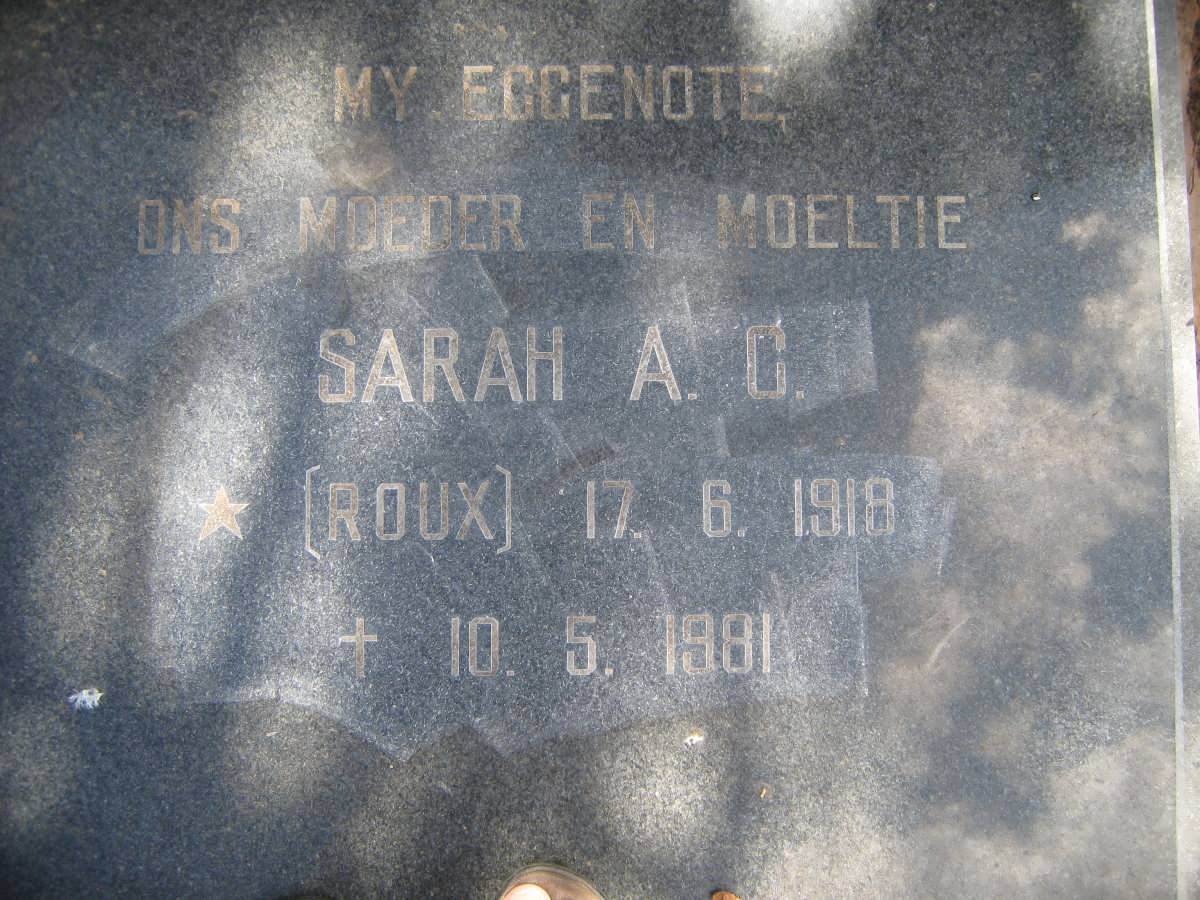 MY EGGENOTE,
ONS MOEDER EN MOELTIE
SARAH A. C.
★ (ROUX) 17. 6. 1918
† 10. 5. 1981